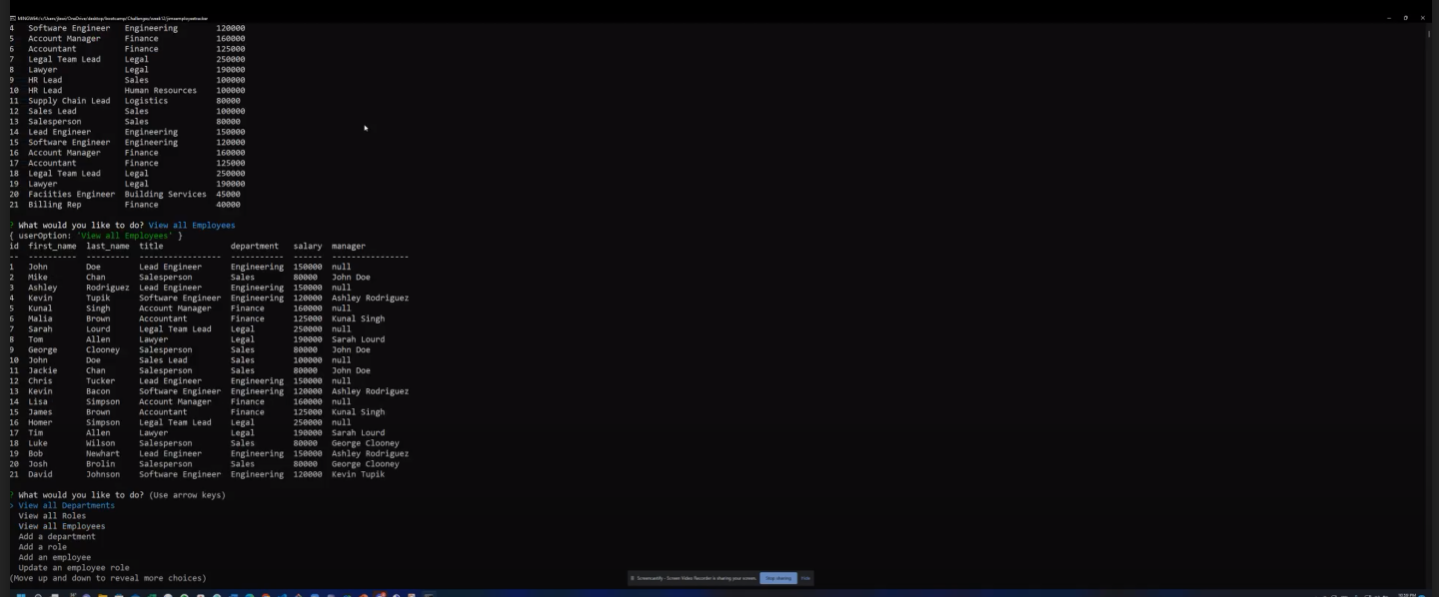 4 Software Engineer Engineering 120000
5 Account Manager Finance 160000
6 Accountant Finance 125000
7 Legal Team Lead Legal 250000
8 Lawyer Legal 190000
9 HR Lead Sales 100000
10 HR Lead Human Resources 100000
11 Supply Chain Lead Logistics 80000
12 Sales Lead Sales 100000
13 Salesperson Sales 80000
14 Lead Engineer Engineering 150000
15 Software Engineer Engineering 120000
16 Account Manager Finance 160000
17 Accountant Finance 125000
18 Legal Team Lead Legal 250000
19 Lawyer Legal 190000
20 Faciities Engineer Building Services 45000
21 Billing Rep Finance 40000
? What would you like to do? View all Employees
{ userOption: 'View all Employees' }
id first_name last_name title department salary manager
-- ---------- --------- ----------------- ----------- ------ ---------------
1 John Doe Lead Engineer Engineering 150000 null
2 Mike Chan Salesperson Sales 80000 John Doe
3 Ashley Rodriguez Lead Engineer Engineering 150000 null
4 Kevin Tupik Software Engineer Engineering 120000 Ashley Rodriguez
5 Kunal Singh Account Manager Finance 160000 null
6 Malia Brown Accountant Finance 125000 Kunal Singh
7 Sarah Lourd Legal Team Lead Legal 250000 null
8 Tom Allen Lawyer Legal 190000 Sarah Lourd
9 George Clooney Salesperson Sales 80000 John Doe
10 John Doe Sales Lead Sales 100000 null
11 Jackie Chan Salesperson Sales 80000 John Doe
12 Chris Tucker Lead Engineer Engineering 150000 null
13 Kevin Bacon Software Engineer Engineering 120000 Ashley Rodriguez
14 Lisa Simpson Account Manager Finance 160000 null
15 James Brown Accountant Finance 125000 Kunal Singh
16 Homer Simpson Legal Team Lead Legal 250000 null
17 Tim Allen Lawyer Legal 190000 Sarah Lourd
18 Luke Wilson Salesperson Sales 80000 George Clooney
19 Bob Newhart Lead Engineer Engineering 150000 Ashley Rodriguez
20 Josh Brolin Salesperson Sales 80000 George Clooney
21 David Johnson Software Engineer Engineering 120000 Kevin Tupik
? What would you like to do? (Use arrow keys)
> View all Departments
View all Roles
View all Employees
Add a department
Add a role
Add an employee
Update an employee role
(Move up and down to reveal more choices)
Screencastify - Screen Video Recorder is sharing your screen. Stop sharing Hide